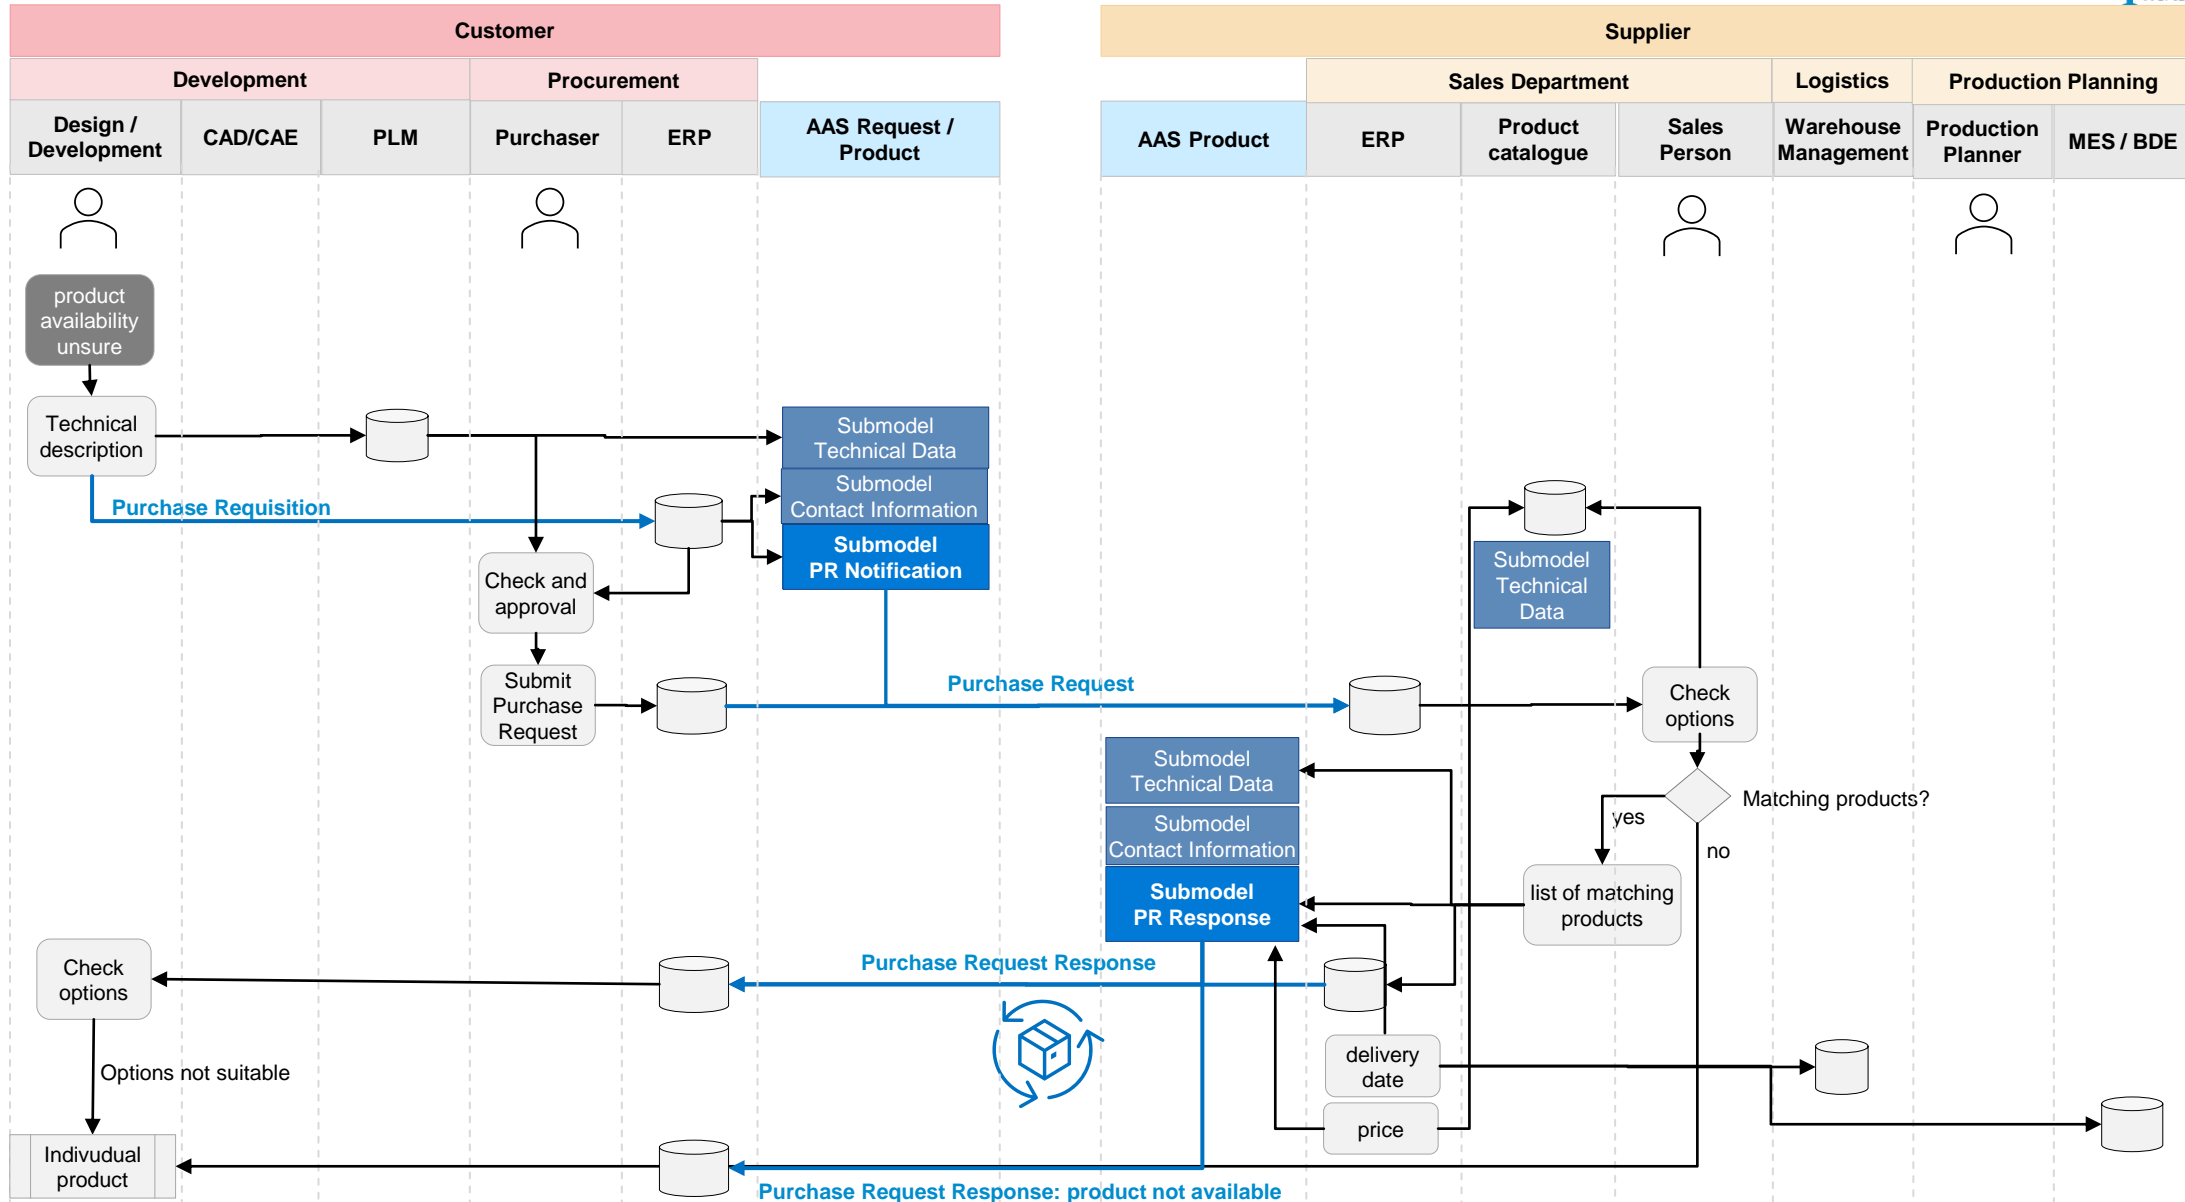 Customer
Supplier
Development
Procurement
Sales Department
Logistics
Production Planning
Design /
Development
CAD/CAE
PLM
Purchaser
ERP
AAS Request /
Product
AAS Product
ERP
Product
catalogue
Sales
Person
Warehouse
Management
Production
Planner
MES / BDE
product
availability
unsure
Technical
description
Submodel
Technical Data
Submodel
Contact Information
Submodel
PR Notification
Purchase Requisition
Check and
approval
Submodel
Technical
Data
Submit
Purchase
Request
Purchase Request
Check
options
Submodel
Technical Data
Matching products?
yes
no
Submodel
Contact Information
Submodel
PR Response
list of matching
products
Check
options
Purchase Request Response
Options not suitable
delivery
date
price
Indivudual
product
Purchase Request Response: product not available